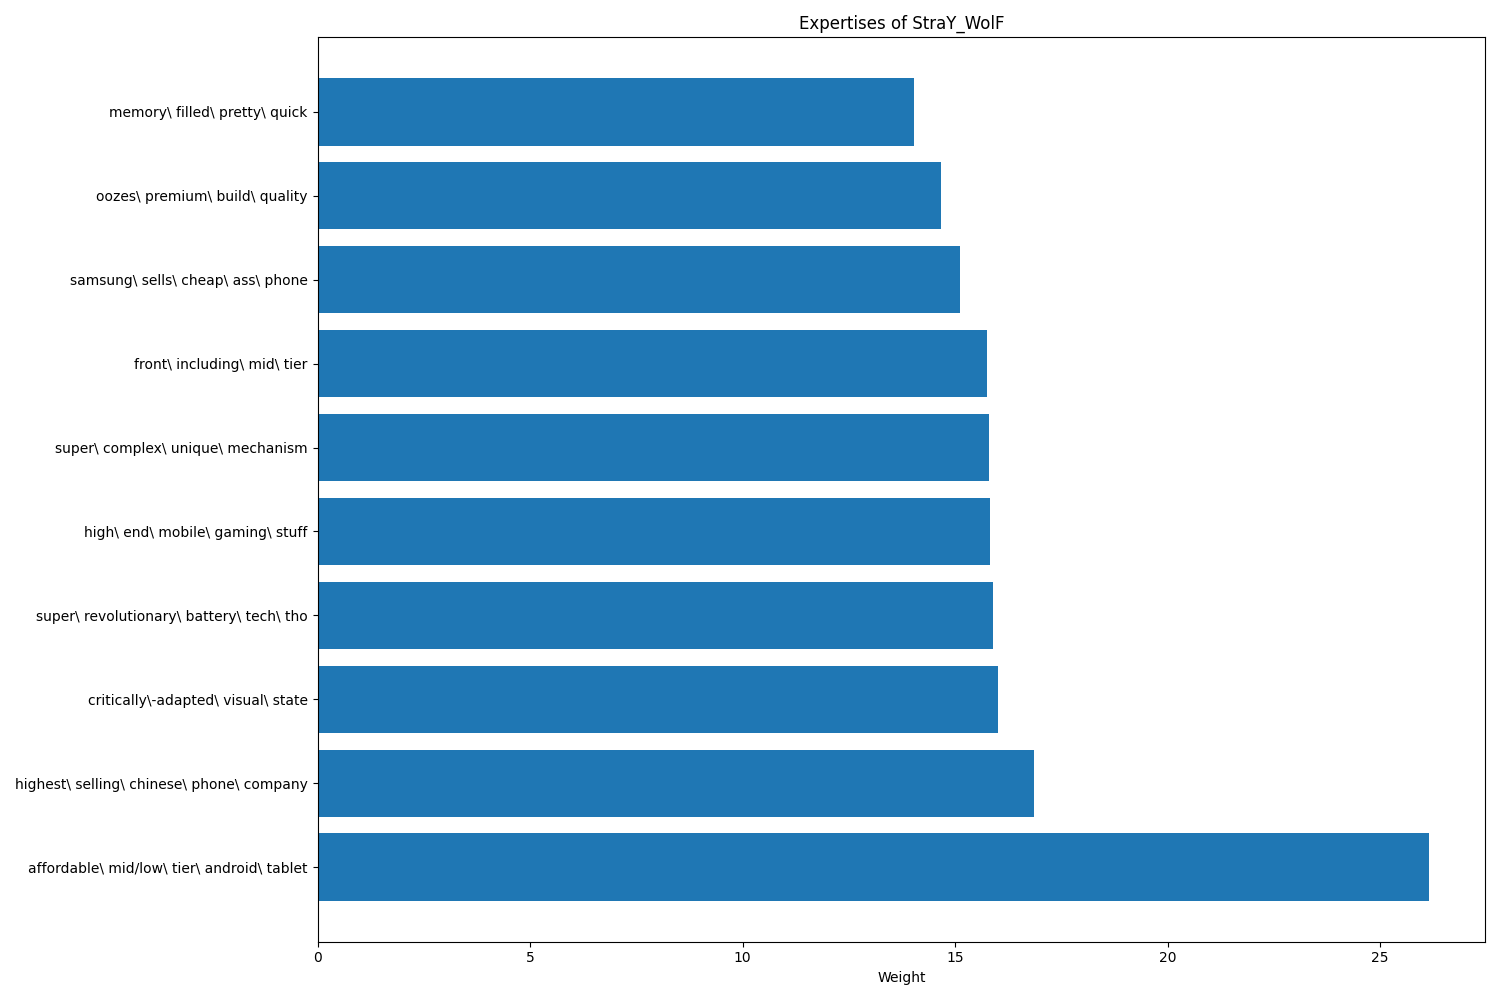 Expertises of StraY_WolF
memory\ filled\ pretty\ quick
oozes\ premium\ build\ quality
samsung\ sells\ cheap\ ass\ phone
front\ including\ mid\ tier
super\ complex\ unique\ mechanism
high\ end\ mobile\ gaming\ stuff
super\ revolutionary\ battery\ tech\ tho
critically\-adapted\ visual\ state
highest\ selling\ chinese\ phone\ company
affordable\ mid/low\ tier\ android\ tablet
0 5 10 15 20 25
Weight